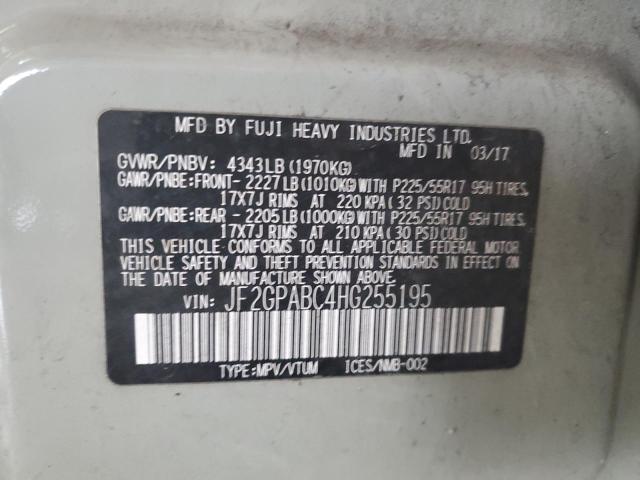 MFD BY FUJI HEAVY INDUSTRIES LTD.
MFD IN 03/17
GVWR/PNBV: 4343LB(1970KG)
GAWR/PNBE:FRONT- 2227LB(1010KG)WITH P225/55R17 95H TIRES,
17X7J RIMS AT 220 KPA(32 PSI)COLD
GAWR/PNBE:REAR - 2205LB(1000KG)WITH P225/55R17 95H TIRES,
17X7J RIMS AT 210 KPA(30 PSI)COLD
THIS VEHICLE CONFORMS TO ALL APPLICABLE FEDERAL MOTOR
VEHICLE SAFETY AND THEFT PREVENTION STANDARDS IN EFFECT ON
THE DATE OF MANUFACTURE SHOWN ABOVE.
VIN: JF2GPABC4HG255195
TYPE:MPV/VTUM ICES/NMB-002